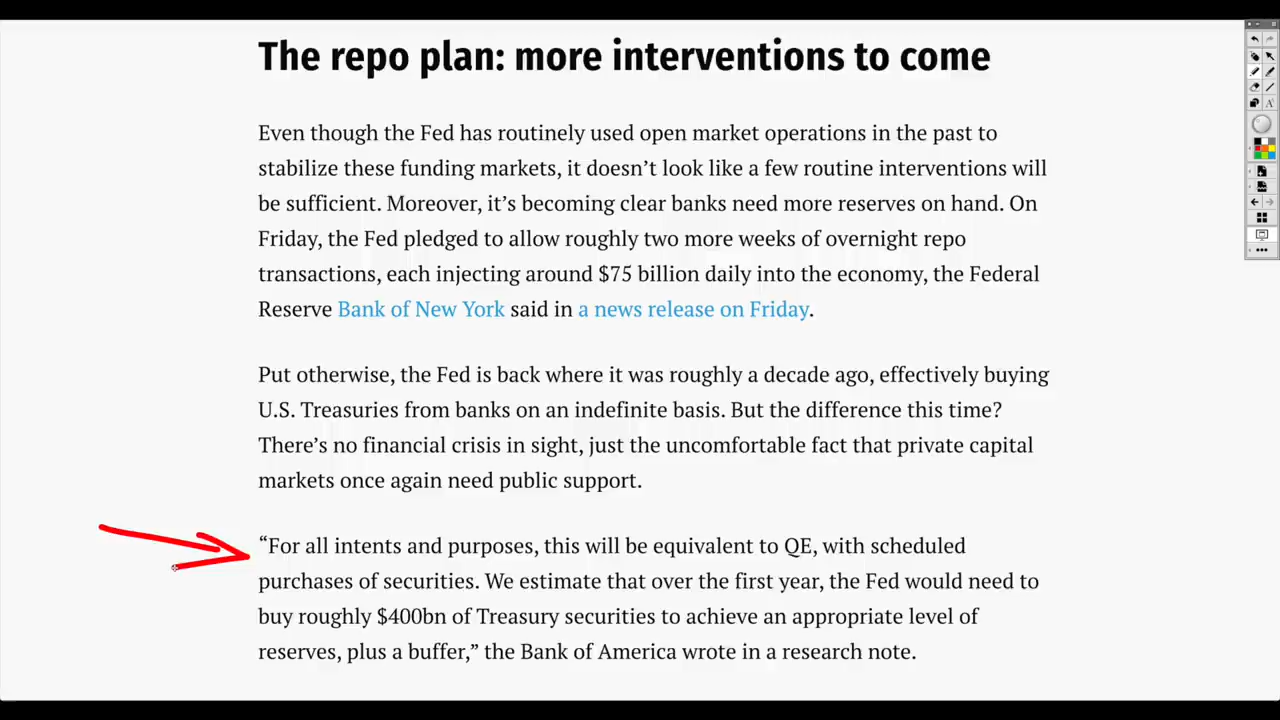 The repo plan: more interventions to come
Even though the Fed has routinely used open market operations in the past to
stabilize these funding markets, it doesn’t look like a few routine interventions will
be sufficient. Moreover, it’s becoming clear banks need more reserves on hand. On
Friday, the Fed pledged to allow roughly two more weeks of overnight repo
transactions, each injecting around $75 billion daily into the economy, the Federal
Reserve Bank of New York said in a news release on Friday.
Put otherwise, the Fed is back where it was roughly a decade ago, effectively buying
U.S. Treasuries from banks on an indefinite basis. But the difference this time?
There’s no financial crisis in sight, just the uncomfortable fact that private capital
markets once again need public support.
“For all intents and purposes, this will be equivalent to QE, with scheduled
purchases of securities. We estimate that over the first year, the Fed would need to
buy roughly $400bn of Treasury securities to achieve an appropriate level of
reserves, plus a buffer,” the Bank of America wrote in a research note.